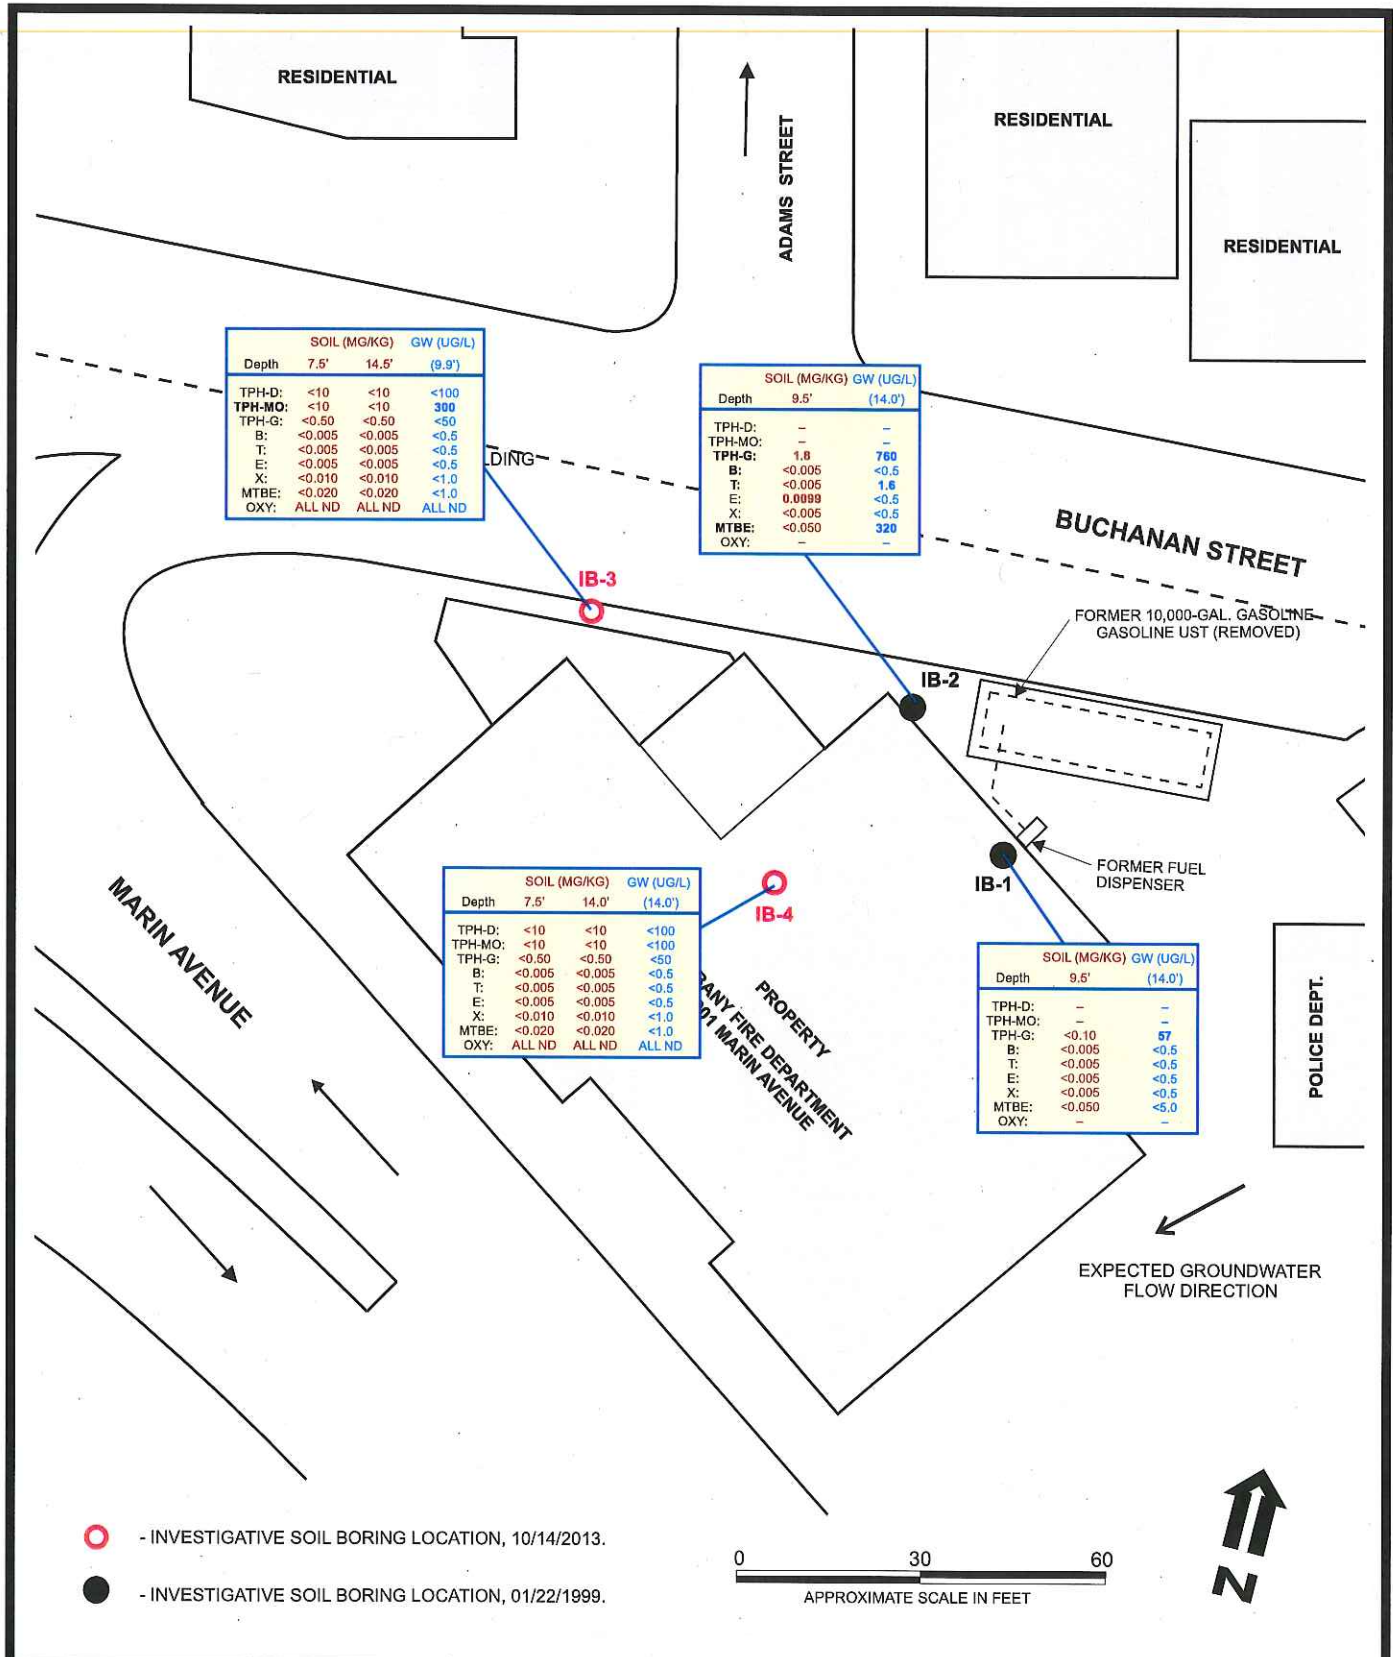 RESIDENTIAL
RESIDENTIAL
RESIDENTIAL
ADAMS STREET
SOIL (MG/KG) GW (UG/L)
Depth 7.5' 14.5' (9.9')
TPH-D: <10 <10 <100
TPH-MO: <10 <10 300
TPH-G: <0.50 <0.50 <50
B: <0.005 <0.005 <0.5
T: <0.005 <0.005 <0.5
E: <0.005 <0.005 <0.5
X: <0.010 <0.010 <1.0
MTBE: <0.020 <0.020 <1.0
OXY: ALL ND ALL ND ALL ND
LDING
SOIL (MG/KG) GW (UG/L)
Depth 9.5' (14.0')
TPH-D: – –
TPH-MO: – –
TPH-G: 1.8 760
B: <0.005 <0.5
T: <0.005 1.6
E: 0.0099 <0.5
X: <0.005 <0.5
MTBE: <0.050 320
OXY: – –
BUCHANAN STREET
IB-3
FORMER 10,000-GAL. GASOLINE
GASOLINE UST (REMOVED)
IB-2
FORMER FUEL
DISPENSER
IB-1
IB-4
MARIN AVENUE
SOIL (MG/KG) GW (UG/L)
Depth 7.5' 14.0' (14.0')
TPH-D: <10 <10 <100
TPH-MO: <10 <10 <100
TPH-G: <0.50 <0.50 <50
B: <0.005 <0.005 <0.5
T: <0.005 <0.005 <0.5
E: <0.005 <0.005 <0.5
X: <0.010 <0.010 <1.0
MTBE: <0.020 <0.020 <1.0
OXY: ALL ND ALL ND ALL ND
PROPERTY
BANY FIRE DEPARTMENT
01 MARIN AVENUE
SOIL (MG/KG) GW (UG/L)
Depth 9.5' (14.0')
TPH-D: – –
TPH-MO: – –
TPH-G: <0.10 57
B: <0.005 <0.5
T: <0.005 <0.5
E: <0.005 <0.5
X: <0.005 <0.5
MTBE: <0.050 <5.0
OXY: – –
POLICE DEPT.
EXPECTED GROUNDWATER
FLOW DIRECTION
- INVESTIGATIVE SOIL BORING LOCATION, 10/14/2013.
- INVESTIGATIVE SOIL BORING LOCATION, 01/22/1999.
0 30 60
APPROXIMATE SCALE IN FEET
N